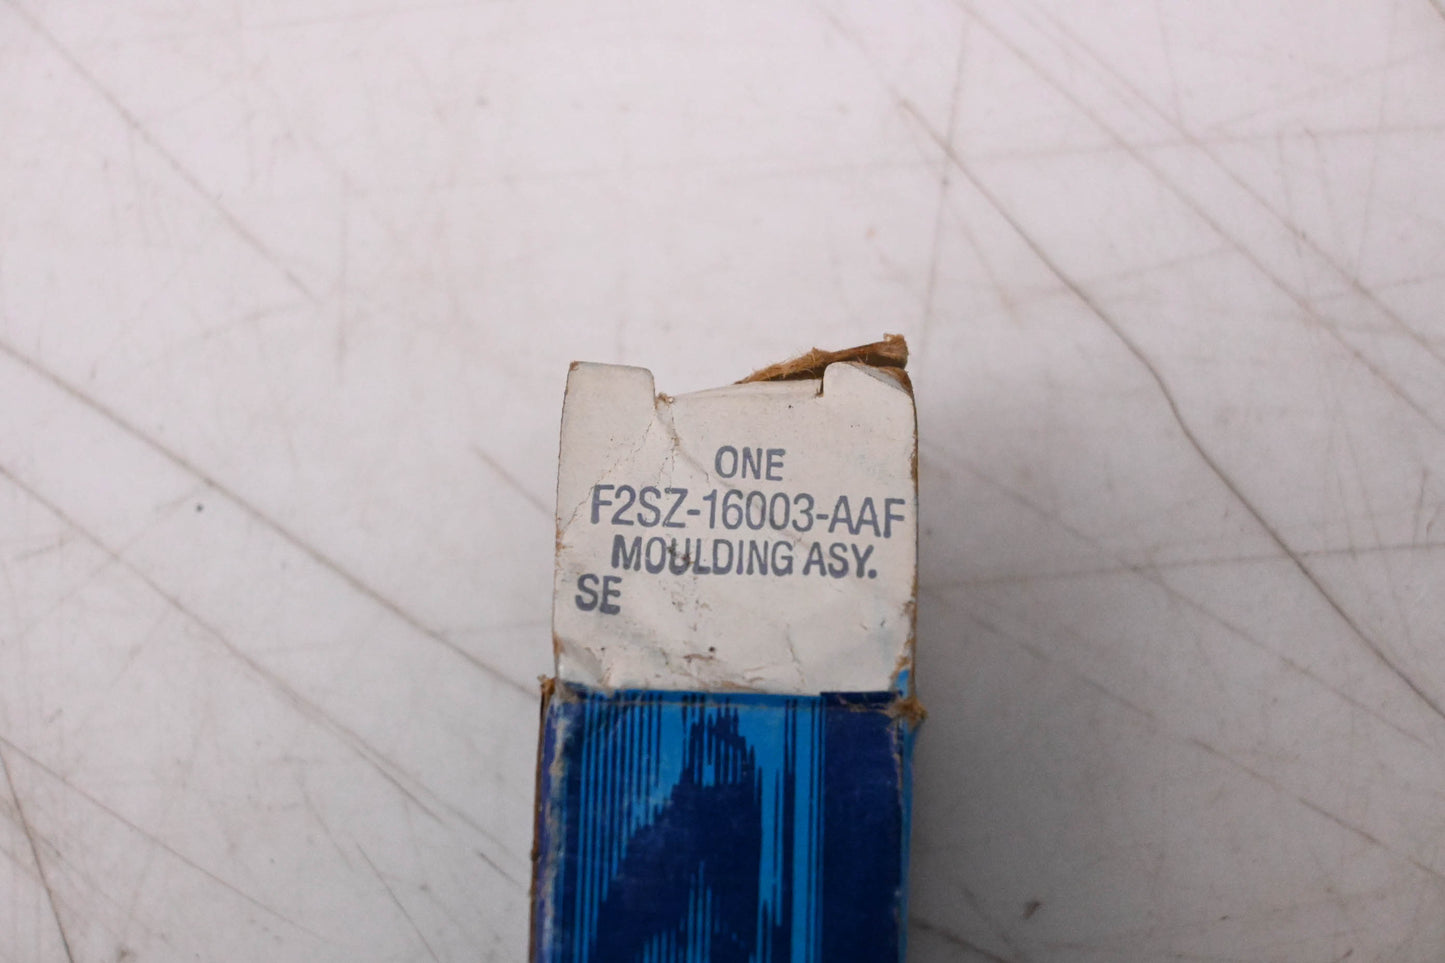 ONE
F2SZ-16003-AAF
MOULDING ASY.
SE